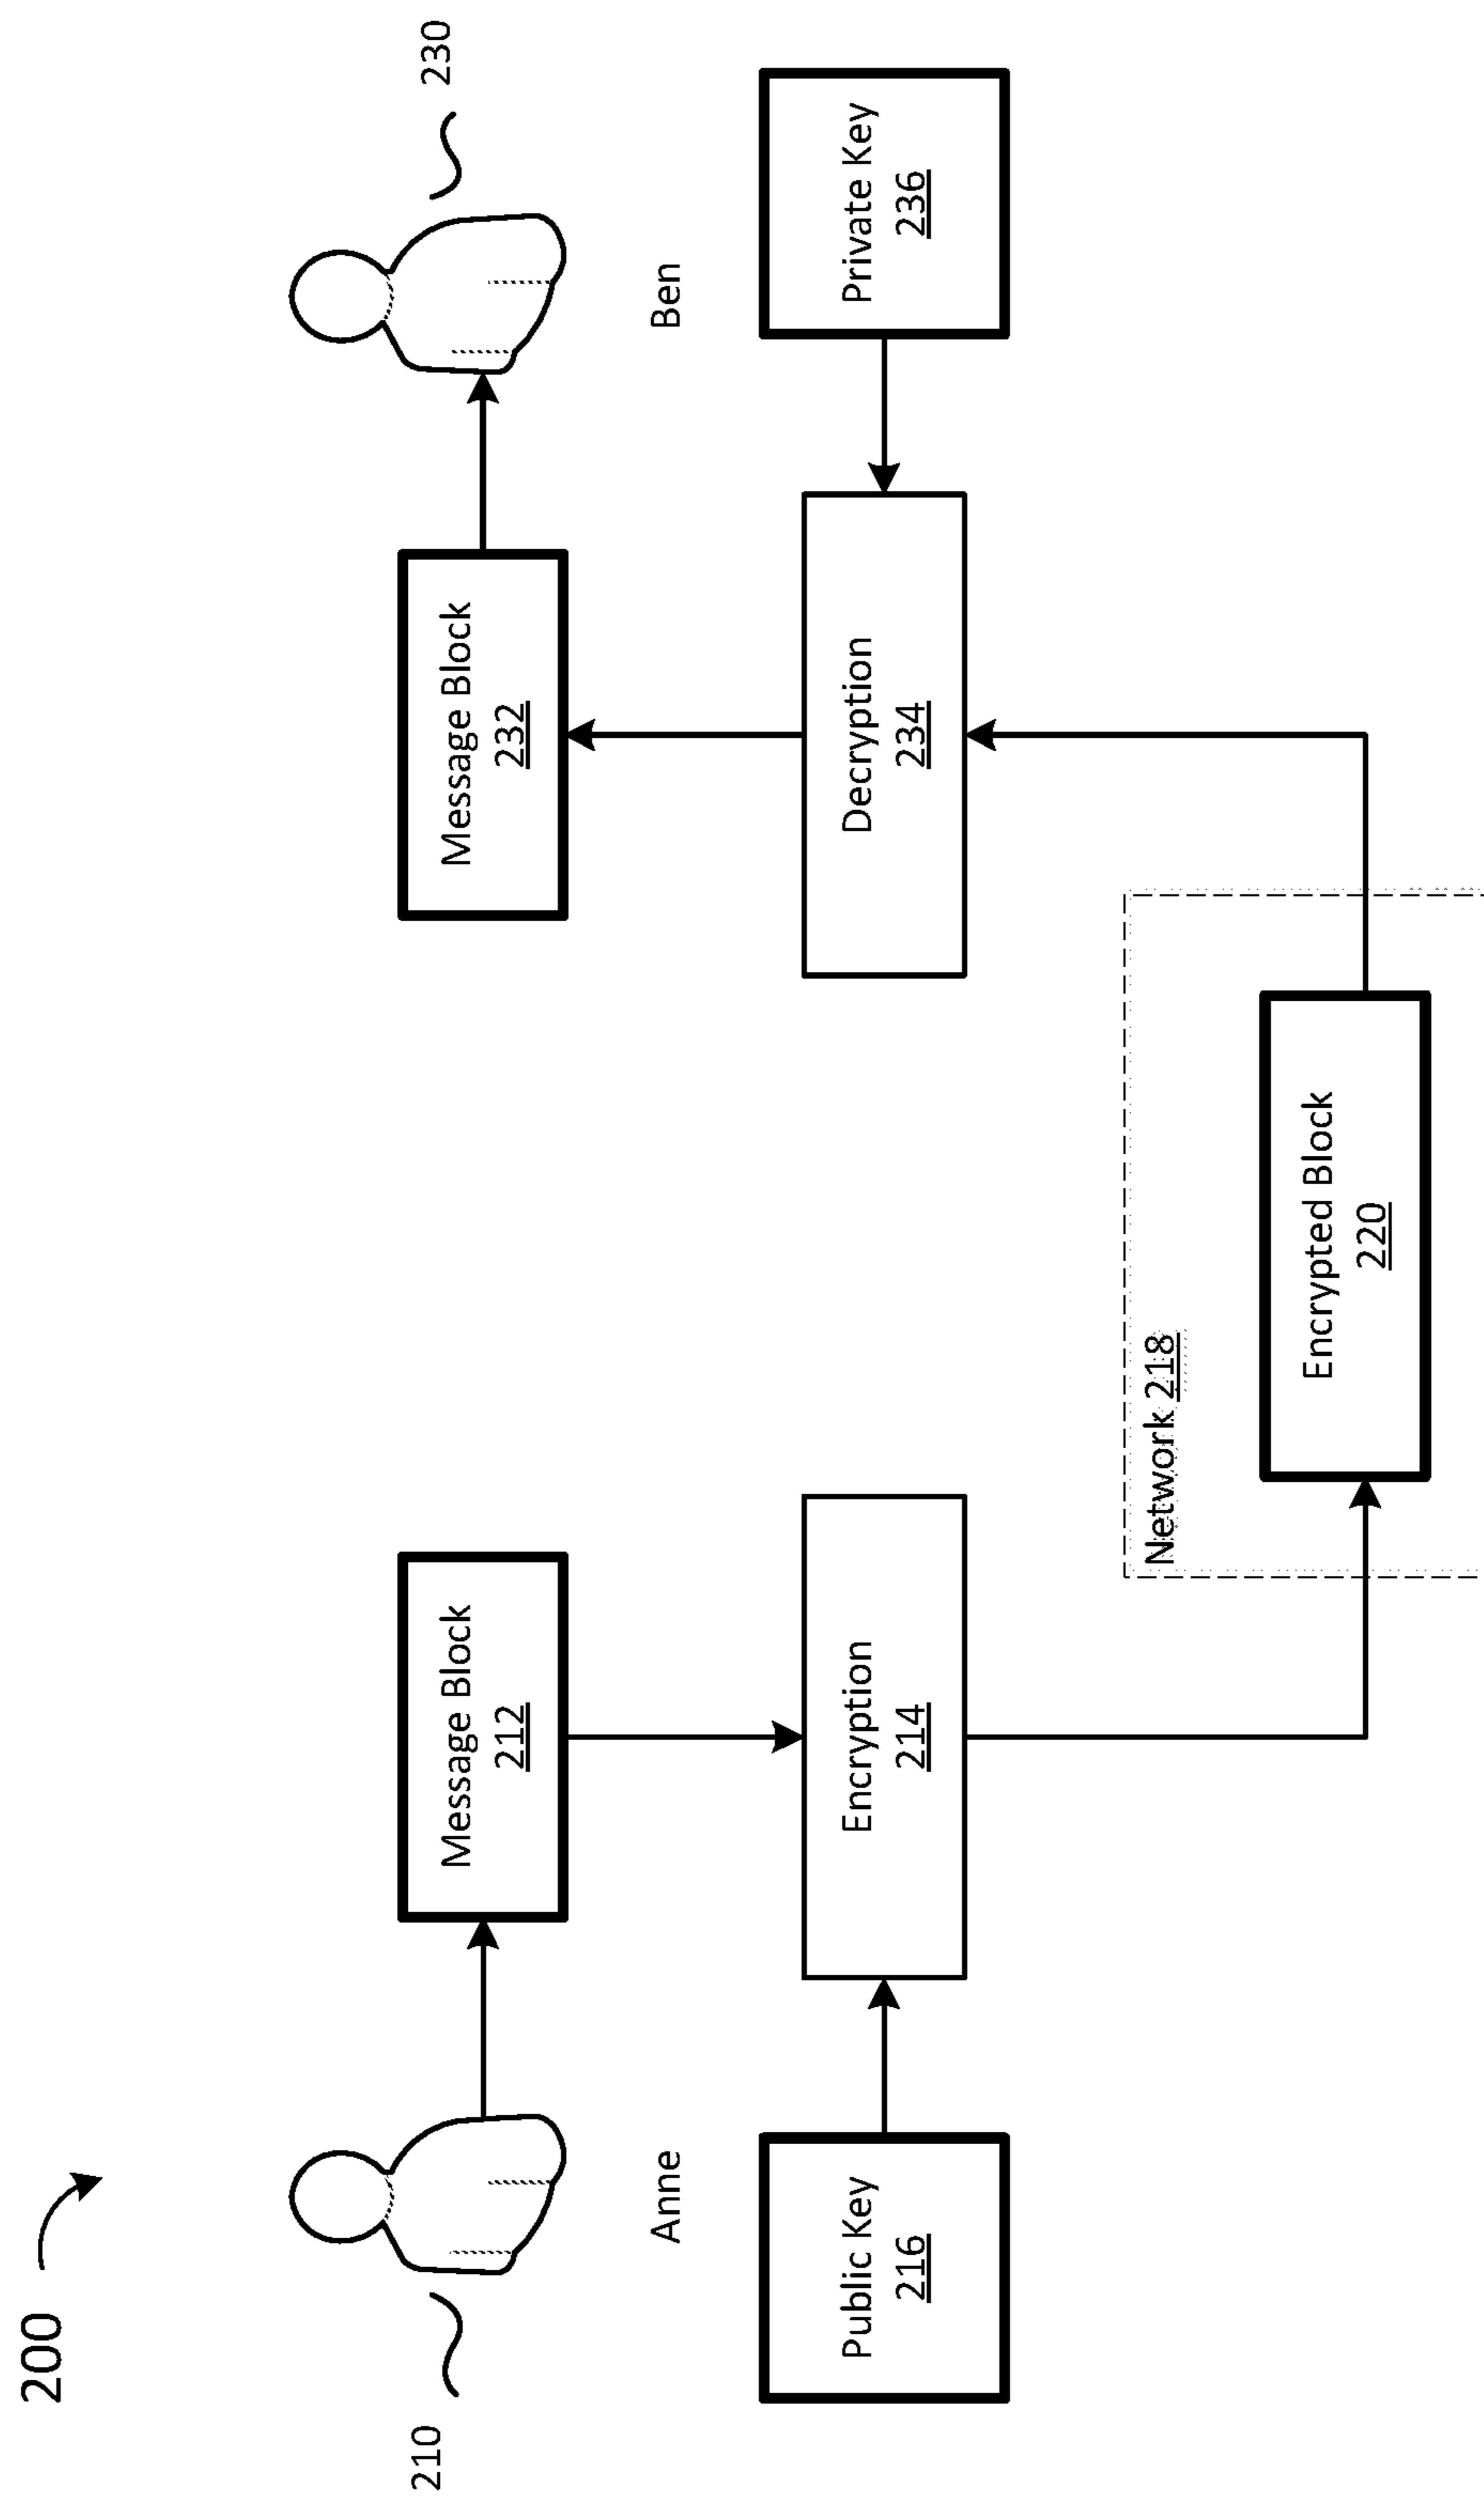 200
210
Anne
Message Block
212
Message Block
232
230
Ben
Public Key
216
Encryption
214
Decryption
234
Private Key
236
Network 218
Encrypted Block
220